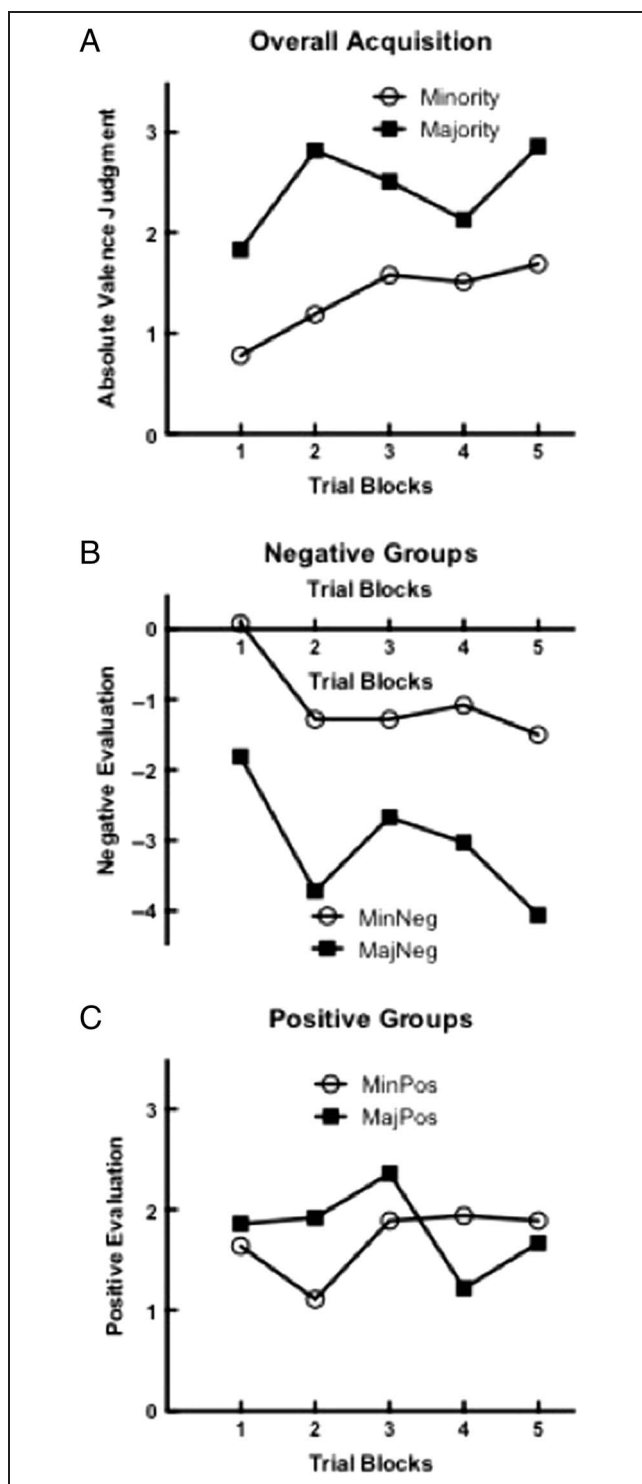 A
Overall Acquisition
Minority
Majority
Absolute Valence Judgment
3
2
1
0
1 2 3 4 5
Trial Blocks
B
Negative Groups
Trial Blocks
0
1 2 3 4 5
Trial Blocks
Negative Evaluation
–1
–2
–3
–4
MinNeg
MajNeg
C
Positive Groups
MinPos
MajPos
Positive Evaluation
3
2
1
0
1 2 3 4 5
Trial Blocks